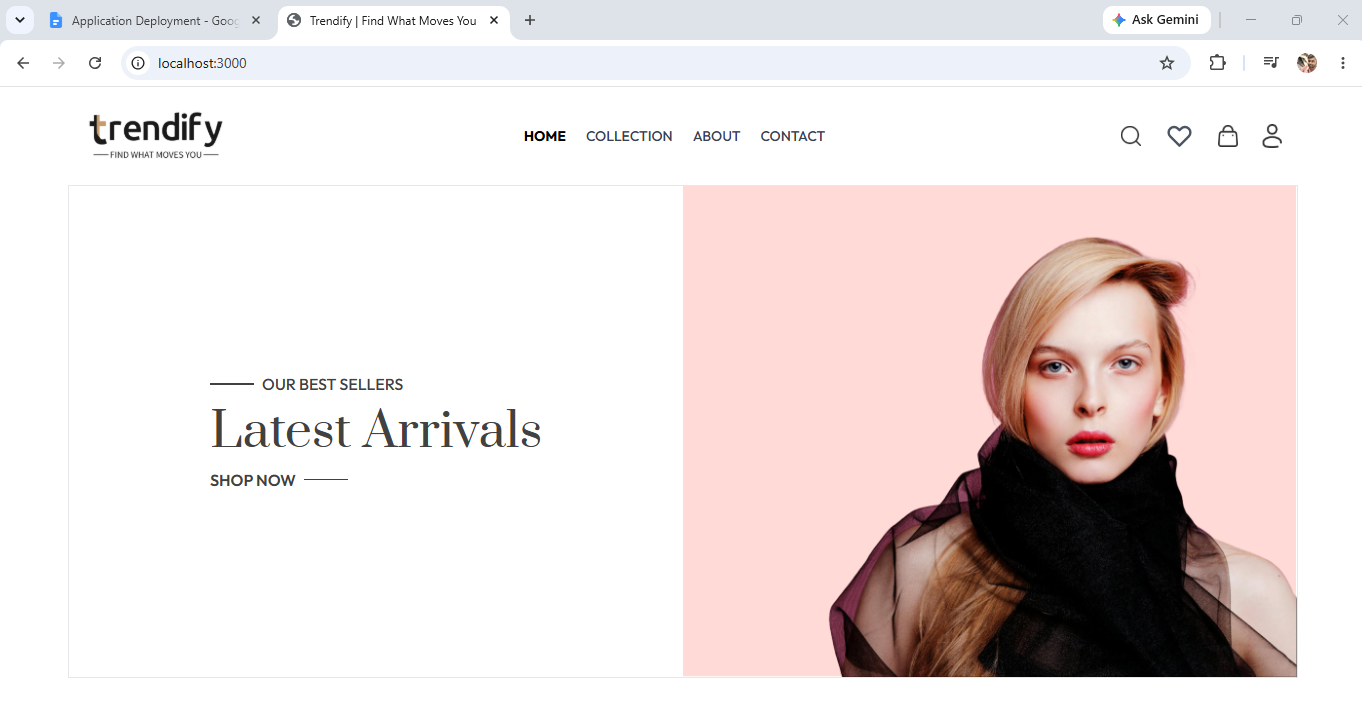 Application Deployment - Goog
Trendify | Find What Moves You
Ask Gemini
localhost:3000
trendify
FIND WHAT MOVES YOU
HOME
COLLECTION
ABOUT
CONTACT
OUR BEST SELLERS
Latest Arrivals
SHOP NOW